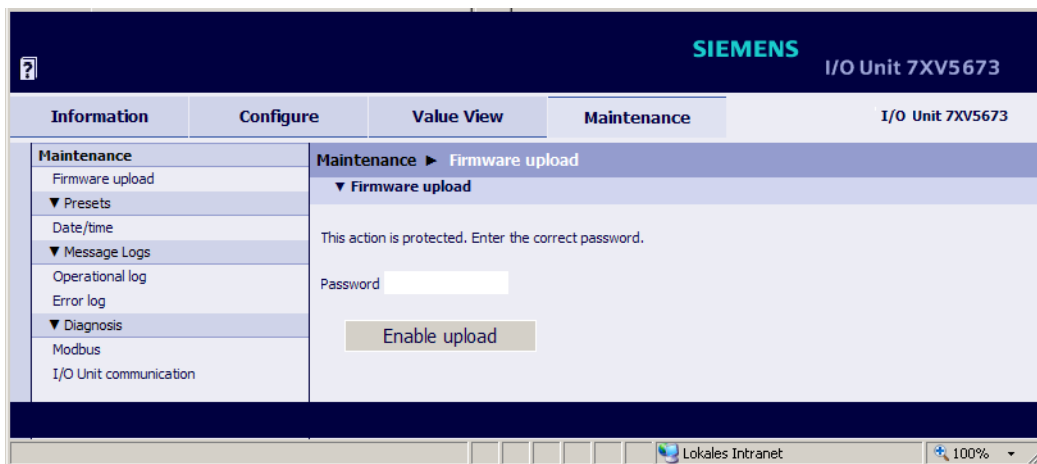 SIEMENS
?
I/O Unit 7XV5673
Information Configure Value View Maintenance I/O Unit 7XV5673
Maintenance
Firmware upload
▼ Presets
Date/time
▼ Message Logs
Operational log
Error log
▼ Diagnosis
Modbus
I/O Unit communication
Maintenance ► Firmware upload
▼ Firmware upload
This action is protected. Enter the correct password.
Password
Enable upload
Lokales Intranet 100%